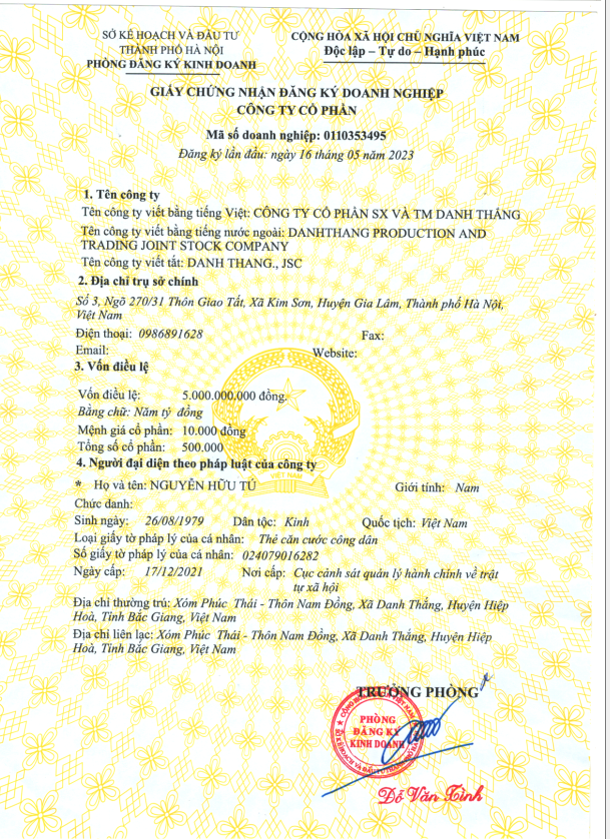 SỞ KẾ HOẠCH VÀ ĐẦU TƯ
THÀNH PHỐ HÀ NỘI
PHÒNG ĐĂNG KÝ KINH DOANH
CỘNG HÒA XÃ HỘI CHỦ NGHĨA VIỆT NAM
Độc lập – Tự do – Hạnh phúc
GIẤY CHỨNG NHẬN ĐĂNG KÝ DOANH NGHIỆP
CÔNG TY CỔ PHẦN
Mã số doanh nghiệp: 0110353495
Đăng ký lần đầu: ngày 16 tháng 05 năm 2023
1. Tên công ty
Tên công ty viết bằng tiếng Việt: CÔNG TY CỔ PHẦN SX VÀ TM DANH THẮNG
Tên công ty viết bằng tiếng nước ngoài: DANHTHANG PRODUCTION AND
TRADING JOINT STOCK COMPANY
Tên công ty viết tắt: DANH THANG., JSC
2. Địa chỉ trụ sở chính
Số 3, Ngõ 270/31 Thôn Giao Tất, Xã Kim Sơn, Huyện Gia Lâm, Thành phố Hà Nội,
Việt Nam
Điện thoại: 0986891628 Fax:
Email: Website:
3. Vốn điều lệ
Vốn điều lệ: 5.000.000.000 đồng.
Bằng chữ: Năm tỷ đồng
Mệnh giá cổ phần: 10.000 đồng
Tổng số cổ phần: 500.000
4. Người đại diện theo pháp luật của công ty
* Họ và tên: NGUYỄN HỮU TÚ Giới tính: Nam
Chức danh:
Sinh ngày: 26/08/1979 Dân tộc: Kinh Quốc tịch: Việt Nam
Loại giấy tờ pháp lý của cá nhân: Thẻ căn cước công dân
Số giấy tờ pháp lý của cá nhân: 024079016282
Ngày cấp: 17/12/2021 Nơi cấp: Cục cảnh sát quản lý hành chính về trật
tự xã hội
Địa chỉ thường trú: Xóm Phúc Thái - Thôn Nam Đồng, Xã Danh Thắng, Huyện Hiệp
Hoà, Tỉnh Bắc Giang, Việt Nam
Địa chỉ liên lạc: Xóm Phúc Thái - Thôn Nam Đồng, Xã Danh Thắng, Huyện Hiệp
Hoà, Tỉnh Bắc Giang, Việt Nam
TRƯỞNG PHÒNG
PHÒNG
ĐĂNG KÝ
KINH DOANH
Đỗ Văn Tình